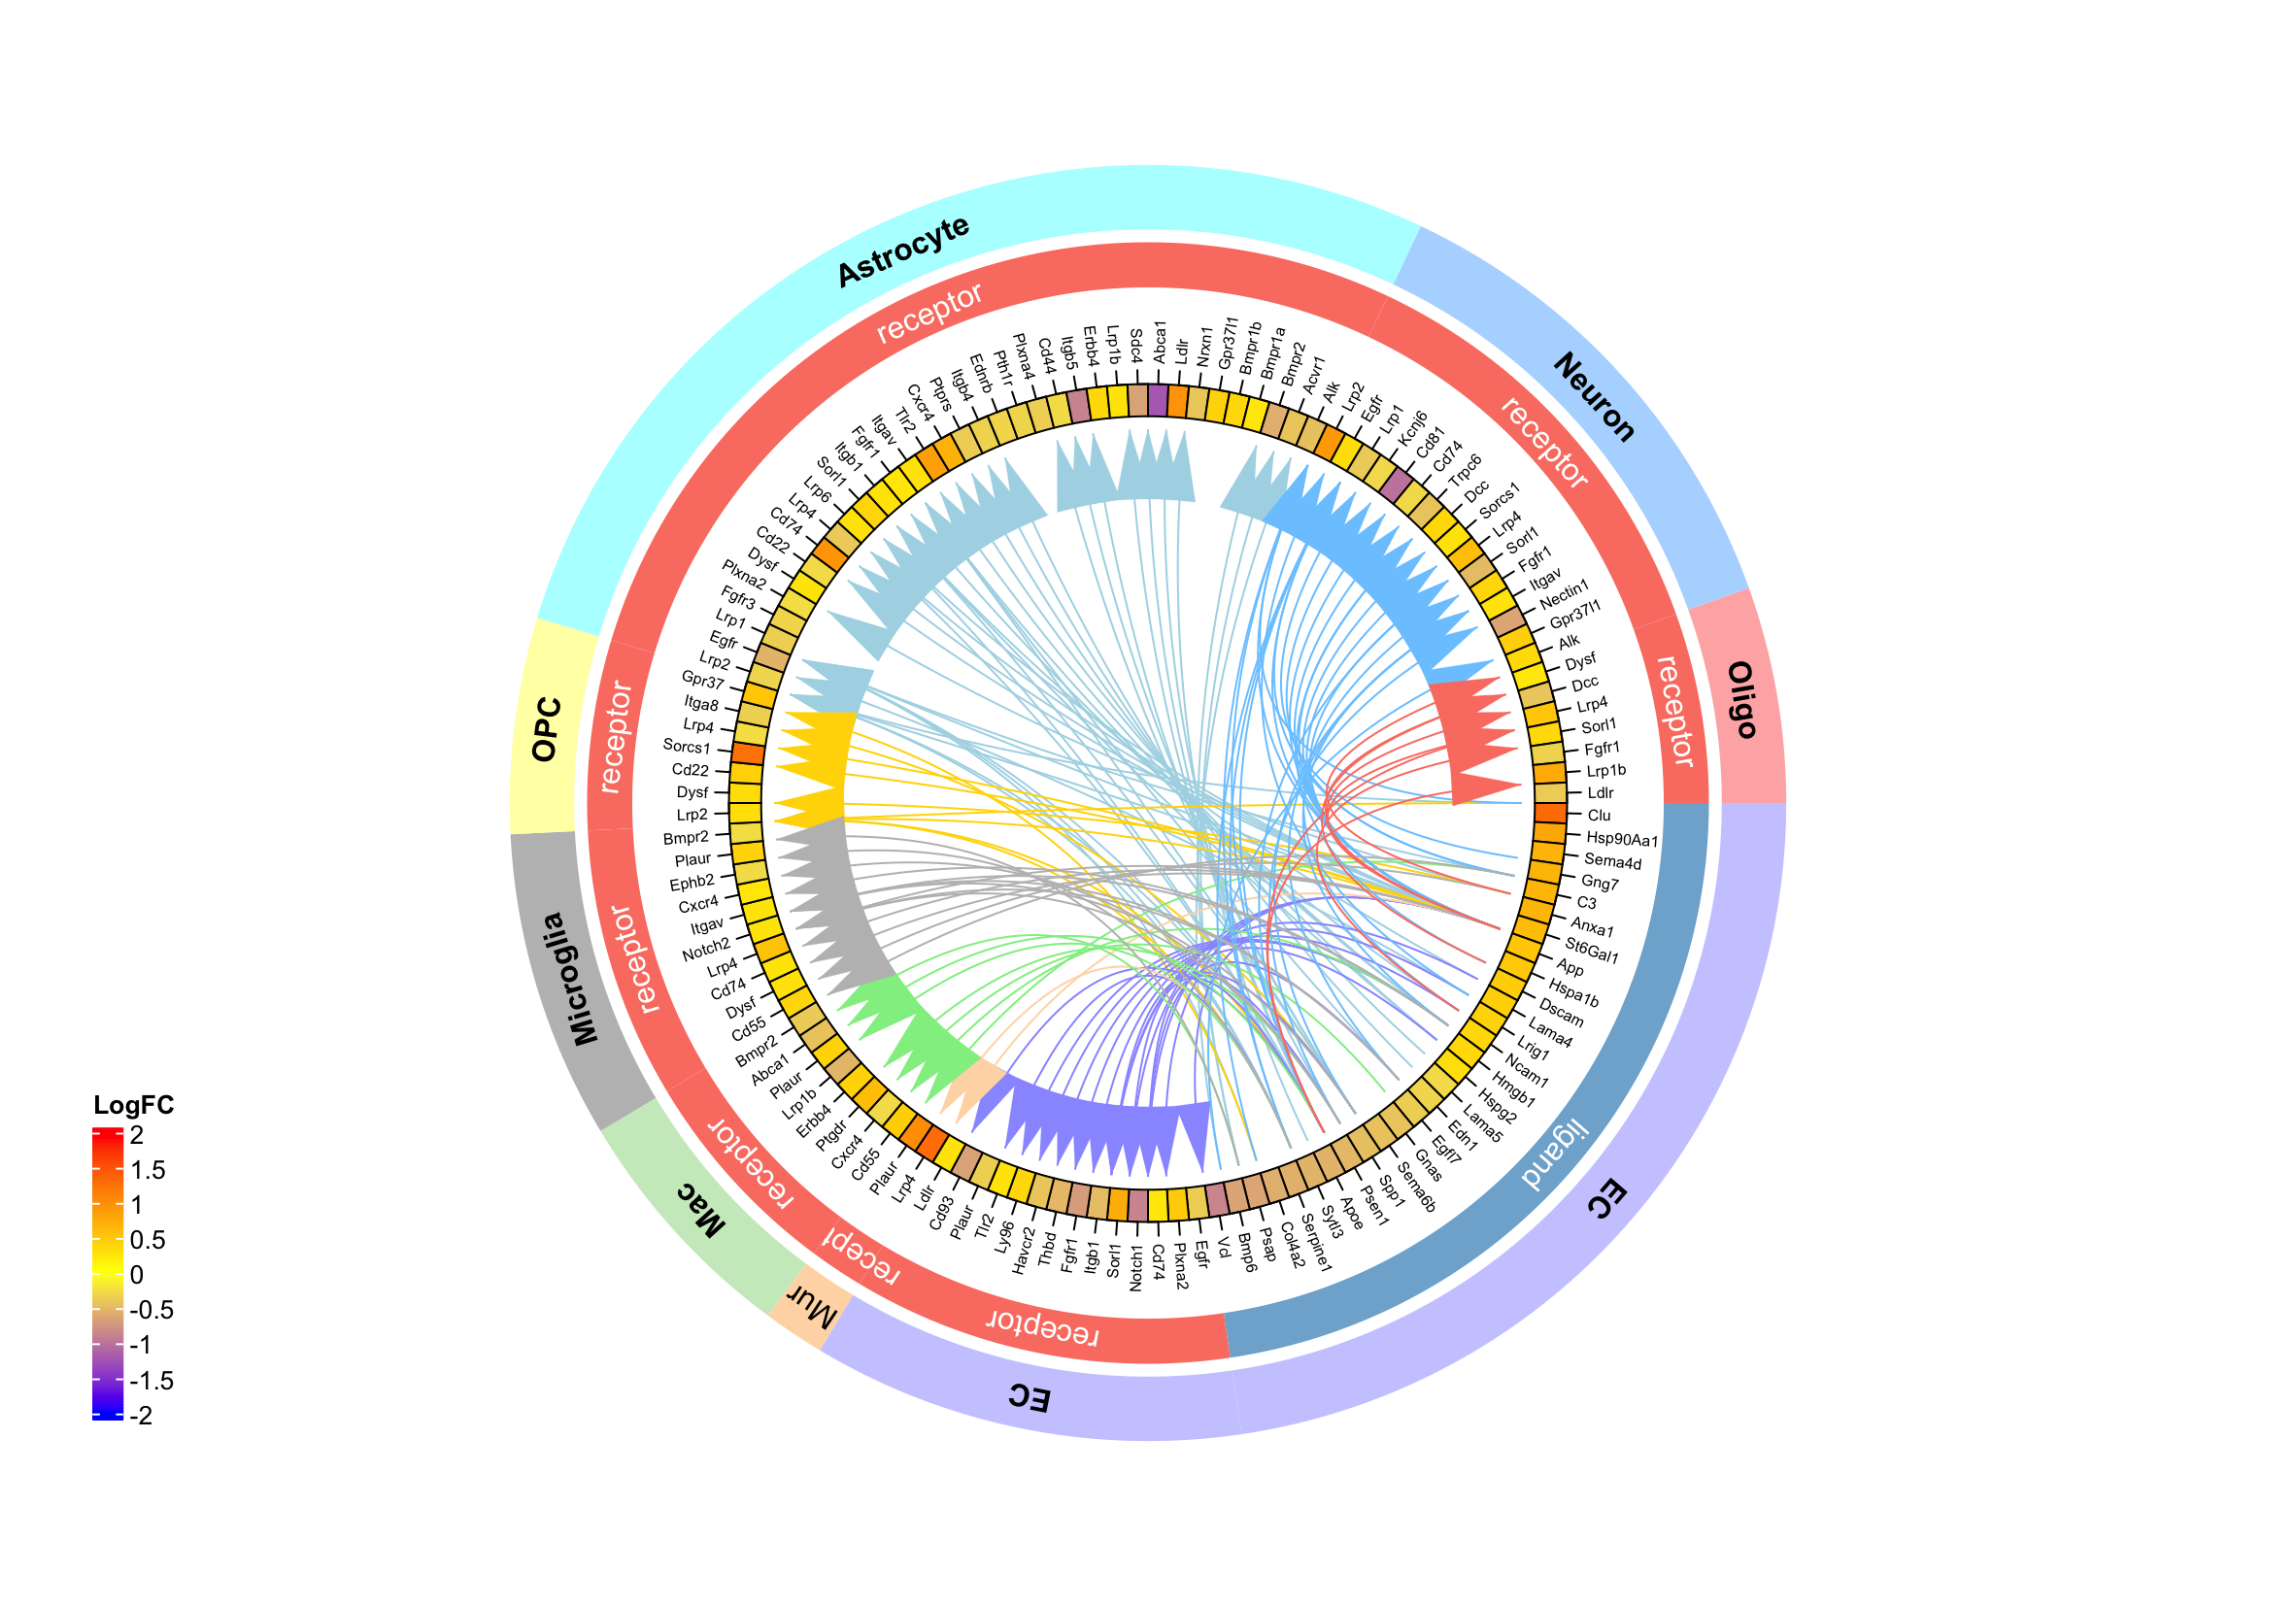 Astrocyte
Neuron
Oligo
EC
EC
Mur
Mac
Microglia
OPC
receptor
receptor
receptor
ligand
receptor
recept
receptor
receptor
receptor
Sdc4
Abca1
Ldlr
Nrxn1
Gpr37l1
Bmpr1b
Bmpr1a
Bmpr2
Acvr1
Alk
Lrp2
Egfr
Lrp1
Kcnj6
Cd81
Cd74
Trpc6
Dcc
Sorcs1
Lrp4
Sorl1
Fgfr1
Itgav
Nectin1
Gpr37l1
Alk
Dysf
Dcc
Lrp4
Sorl1
Fgfr1
Lrp1b
Ldlr
Clu
Hsp90Aa1
Sema4d
Gng7
C3
Anxa1
St6Gal1
App
Hspa1b
Dscam
Lama4
Lrig1
Ncam1
Hmgb1
Hspg2
Lama5
Edn1
Egfl7
Gnas
Sema6b
Spp1
Psen1
Apoe
Sytl3
Serpine1
Col4a2
Psap
Bmp6
Vcl
Egfr
Plxna2
Cd74
Notch1
Sorl1
Itgb1
Fgfr1
Thbd
Havcr2
Ly96
Tlr2
Plaur
Cd93
Ldlr
Lrp4
Plaur
Cd55
Cxcr4
Ptgdr
Erbb4
Lrp1b
Plaur
Abca1
Bmpr2
Cd55
Dysf
Cd74
Lrp4
Notch2
Itgav
Cxcr4
Ephb2
Plaur
Bmpr2
Lrp2
Dysf
Cd22
Sorcs1
Lrp4
Itga8
Gpr37
Lrp2
Egfr
Lrp1
Fgfr3
Plxna2
Dysf
Cd22
Cd74
Lrp4
Lrp6
Sorl1
Itgb1
Fgfr1
Itgav
Tlr2
Cxcr4
Ptprs
Itgb4
Ednrb
Pth1r
Plxna4
Cd44
Itgb5
Erbb4
Lrp1b
LogFC
2
1.5
1
0.5
0
-0.5
-1
-1.5
-2